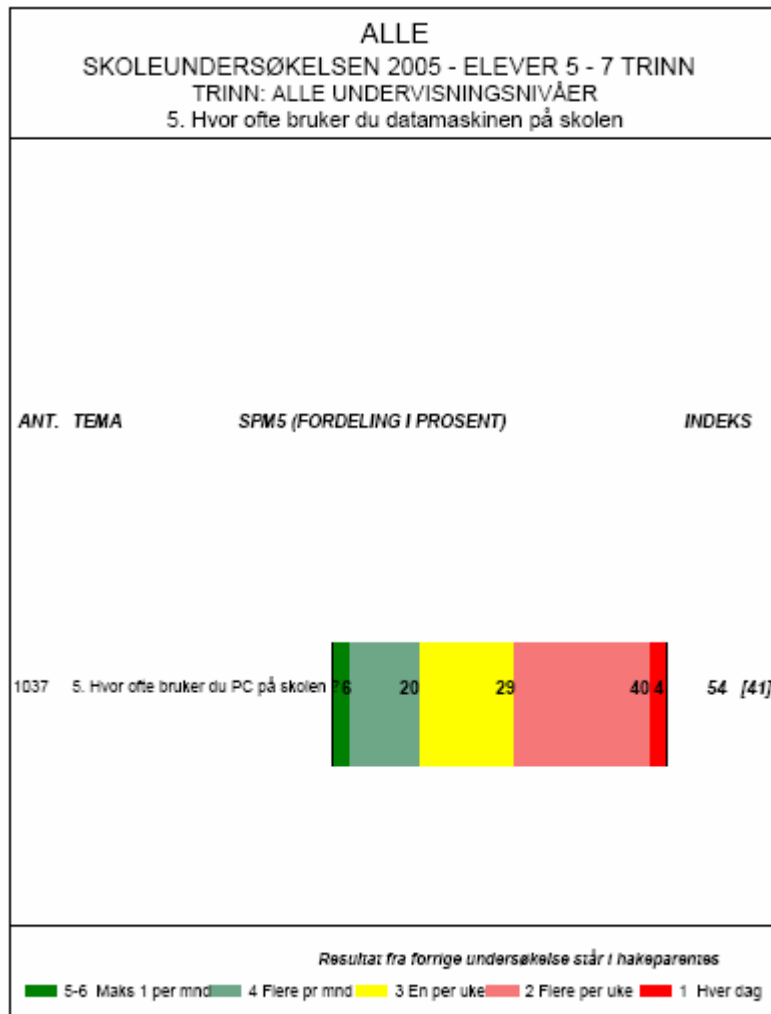 ALLE
SKOLEUNDERSØKELSEN 2005 - ELEVER 5 - 7 TRINN
TRINN: ALLE UNDERVISNINGSNIVÅER
5. Hvor ofte bruker du datamaskinen på skolen
ANT. TEMA SPM5 (FORDELING I PROSENT) INDEKS
1037 5. Hvor ofte bruker du PC på skolen ? 6 20 29 40 4 54 [41]
Resultat fra forrige undersøkelse står i hakeparentes
5-6 Maks 1 per mnd 4 Flere pr mnd 3 En per uke 2 Flere per uke 1 Hver dag